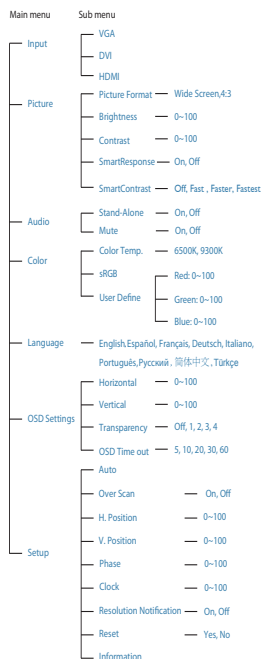 Main menu Sub menu
Input
VGA
DVI
HDMI
Picture
Picture Format Wide Screen,4:3
Brightness 0~100
Contrast 0~100
SmartResponse On, Off
SmartContrast Off, Fast , Faster, Fastest
Audio
Stand-Alone On, Off
Mute On, Off
Color
Color Temp. 6500K, 9300K
sRGB
User Define
Red: 0~100
Green: 0~100
Blue: 0~100
Language
English.Español, Français, Deutsch, Italiano,
Português,Русский, 简体中文, Türkçe
OSD Settings
Horizontal 0~100
Vertical 0~100
Transparency Off, 1, 2, 3, 4
OSD Time out 5, 10, 20, 30, 60
Setup
Auto
Over Scan On, Off
H. Position 0~100
V. Position 0~100
Phase 0~100
Clock 0~100
Resolution Notification On, Off
Reset Yes, No
Information